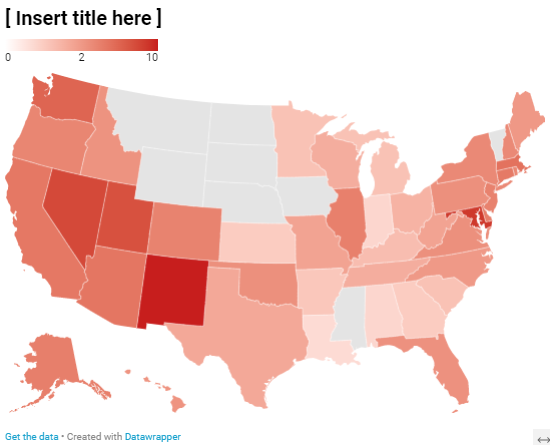 [ Insert title here ]
0 2 10
Get the data • Created with Datawrapper